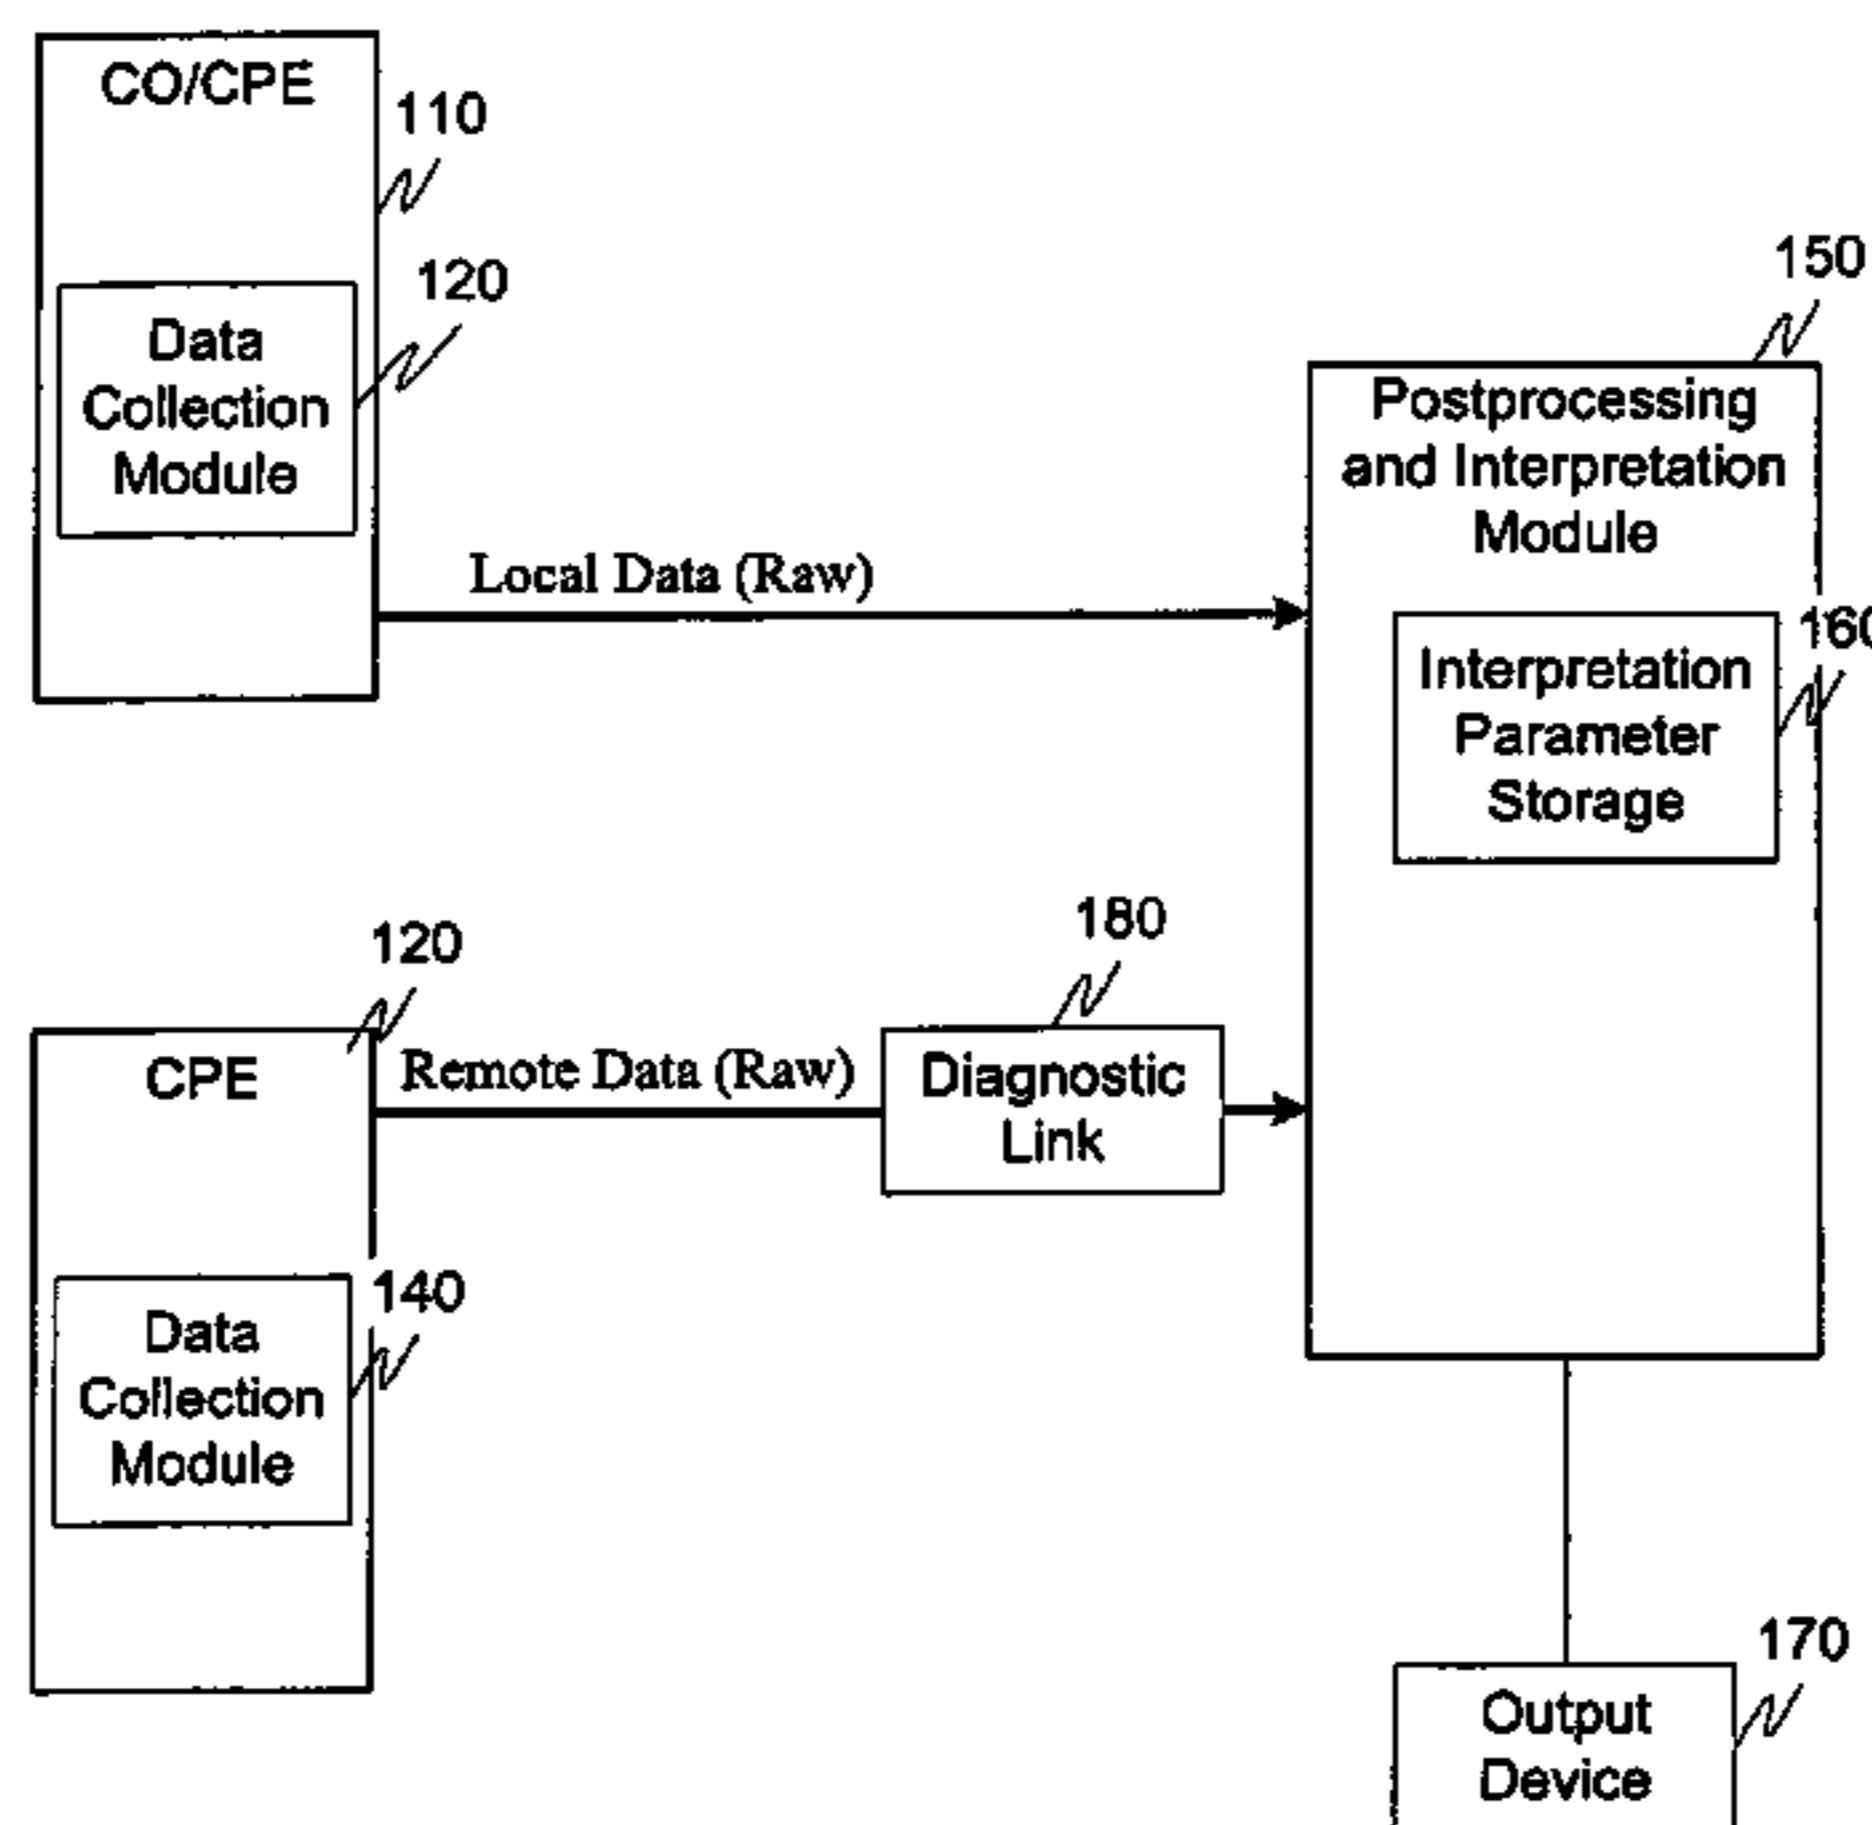 CO/CPE
110
120
Data
Collection
Module
Local Data (Raw)
150
Postprocessing
and Interpretation
Module
160
Interpretation
Parameter
Storage
120
CPE
Remote Data (Raw)
180
Diagnostic
Link
140
Data
Collection
Module
170
Output
Device